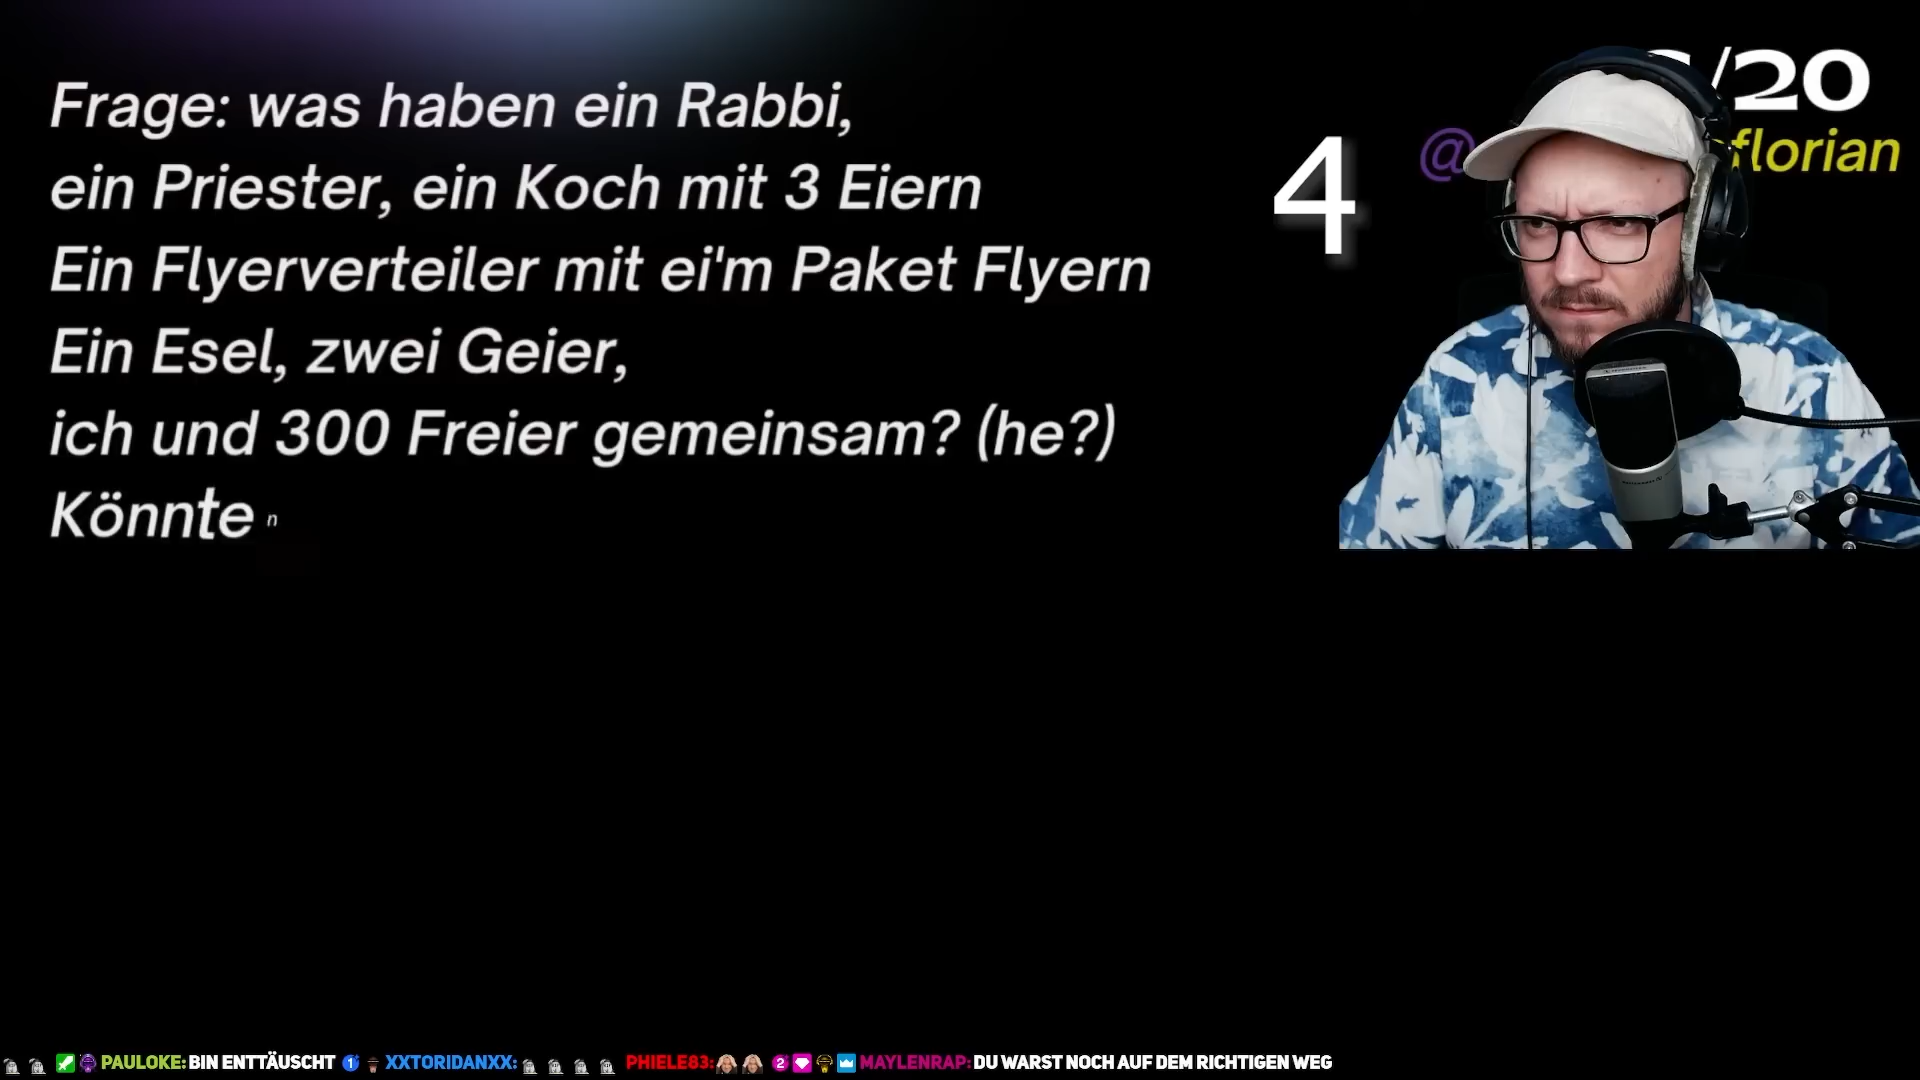 Frage: was haben ein Rabbi,
ein Priester, ein Koch mit 3 Eiern
Ein Flyerverteiler mit ei'm Paket Flyern
Ein Esel, zwei Geier,
ich und 300 Freier gemeinsam? (he?)
Könnte n
4
/20
@ florian
PAULOKE: BIN ENTTÄUSCHT 1 XXTORIDANXX: PHIELE83: 2 MAYLENRAP: DU WARST NOCH AUF DEM RICHTIGEN WEG